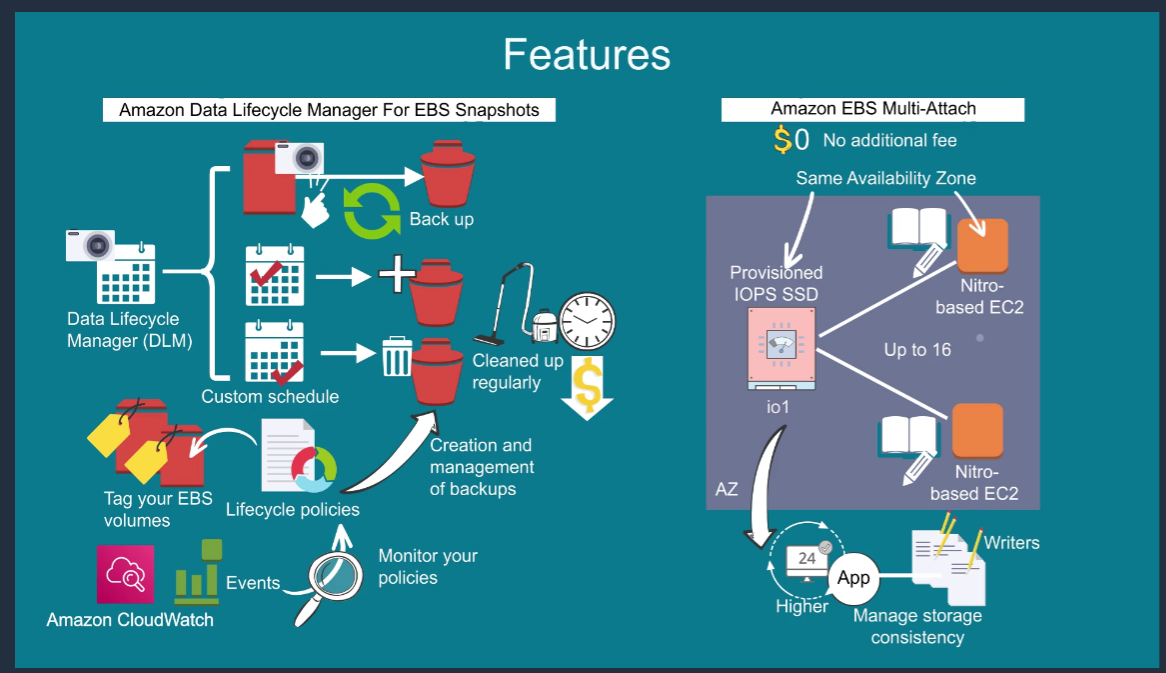 Features
Amazon Data Lifecycle Manager For EBS Snapshots
Back up
Data Lifecycle
Manager (DLM)
Custom schedule
Cleaned up
regularly
$
Tag your EBS
volumes
Lifecycle policies
Creation and
management
of backups
Amazon CloudWatch
Events
Monitor your
policies
Amazon EBS Multi-Attach
$0 No additional fee
Same Availability Zone
Provisioned
IOPS SSD
io1
Nitro-
based EC2
Up to 16
Nitro-
based EC2
AZ
24
Higher
App
Writers
Manage storage
consistency